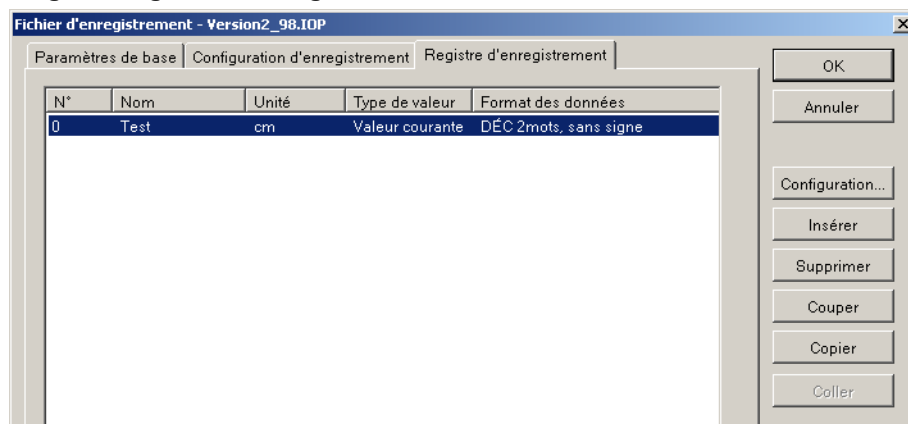 Fichier d'enregistrement - Version2_98.IOP
Paramètres de base Configuration d'enregistrement Registre d'enregistrement
N° Nom Unité Type de valeur Format des données
0 Test cm Valeur courante DÉC 2mots, sans signe
OK
Annuler
Configuration...
Insérer
Supprimer
Couper
Copier
Coller